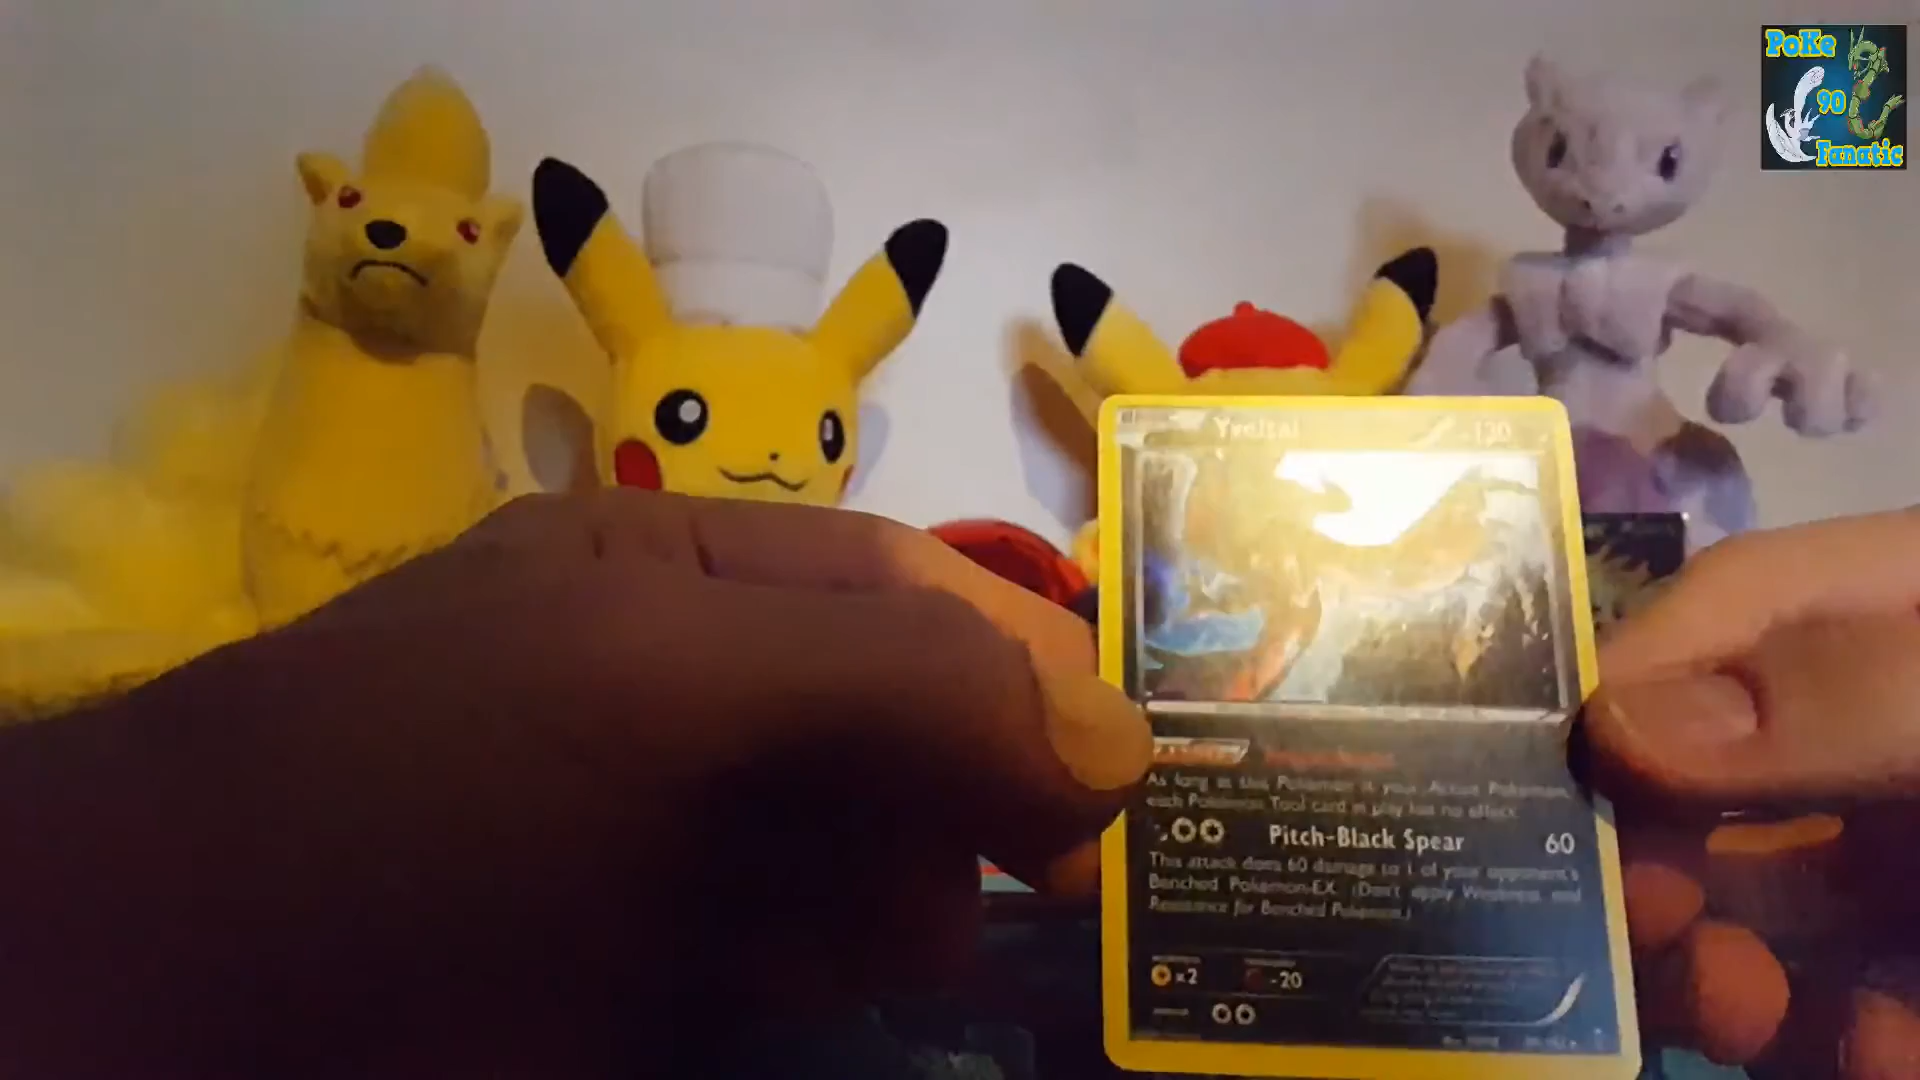 PoKe
90
Fanatic
Yveltal 130
As long as this Pokémon is your Active Pokémon,
each Pokémon Tool card in play has no effect.
Pitch-Black Spear 60
This attack does 60 damage to 1 of your opponent's
Benched Pokémon-EX. (Don't apply Weakness and
Resistance for Benched Pokémon.)
×2 -20